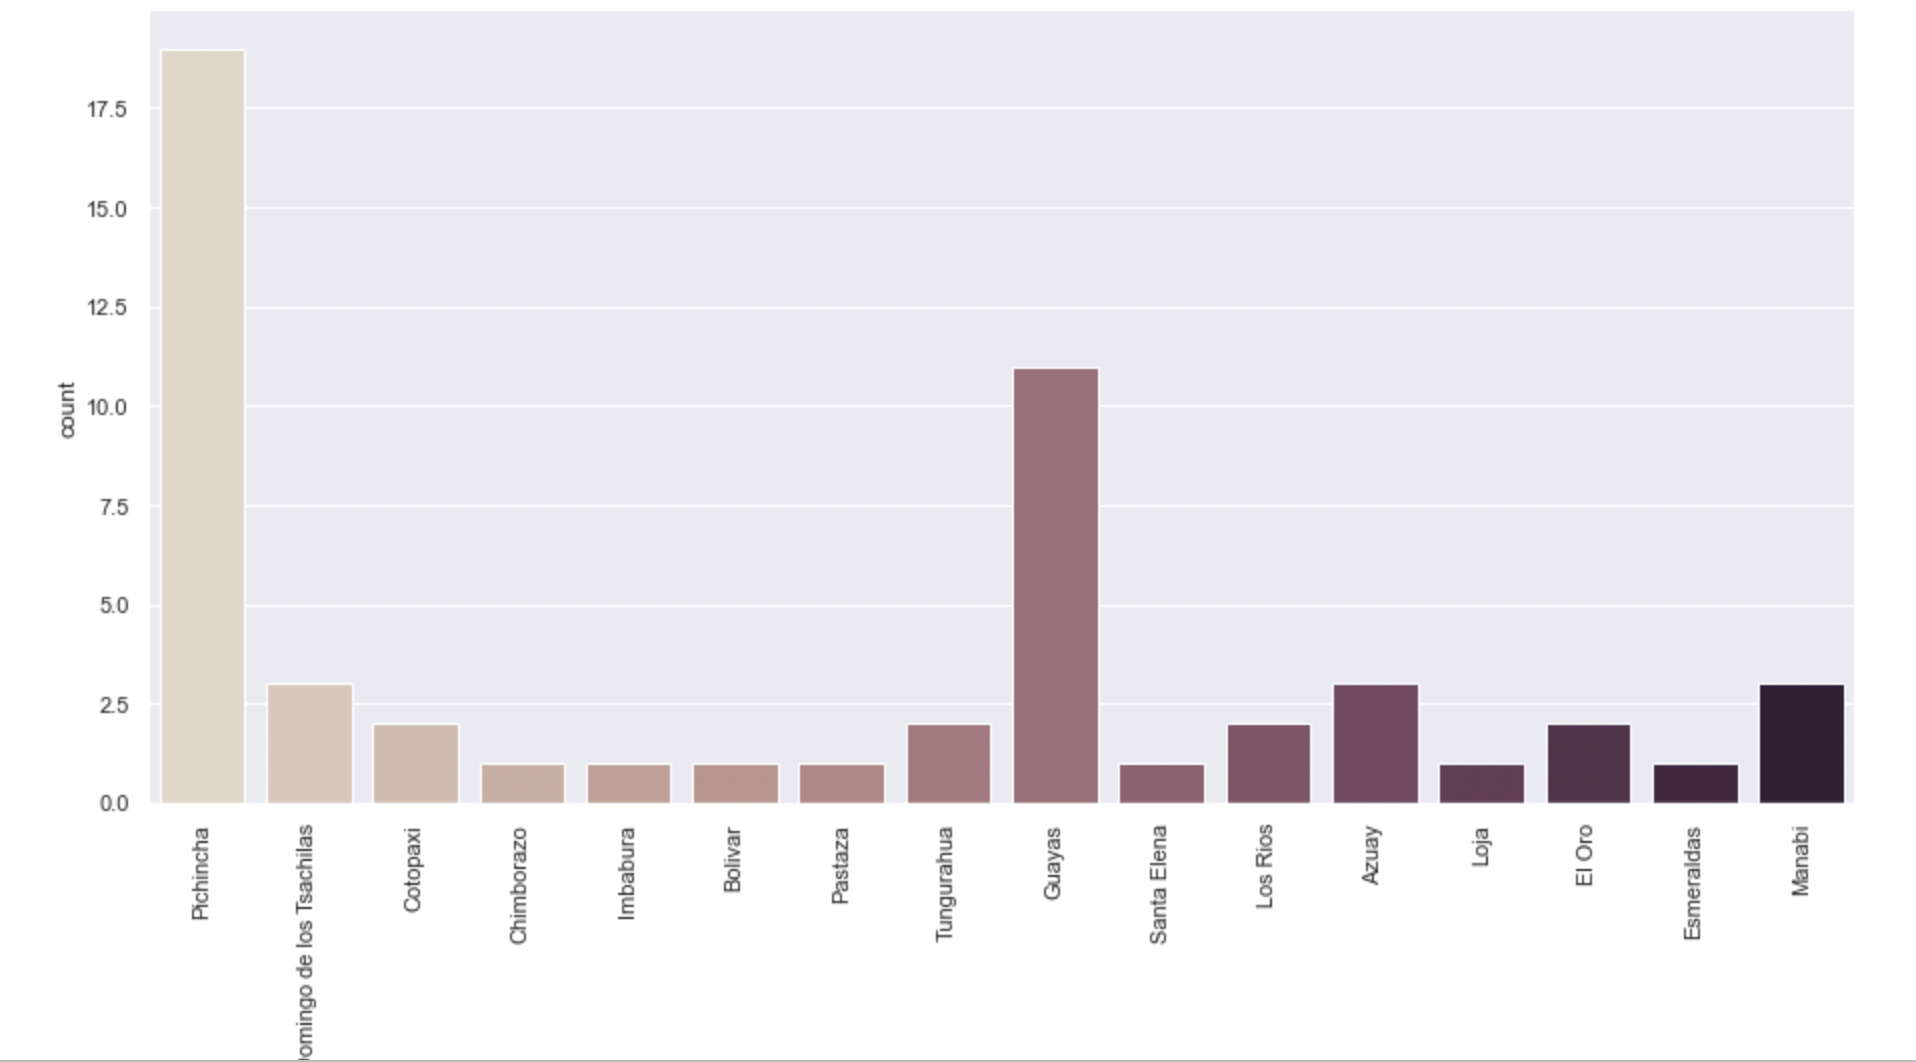 17.5
15.0
12.5
10.0
7.5
5.0
2.5
0.0
count
Pichincha
de los Tsachilas
Cotopaxi
Chimborazo
Imbabura
Bolivar
Pastaza
Tungurahua
Guayas
Santa Elena
Los Rios
Azuay
Loja
El Oro
Esmeraldas
Manabi